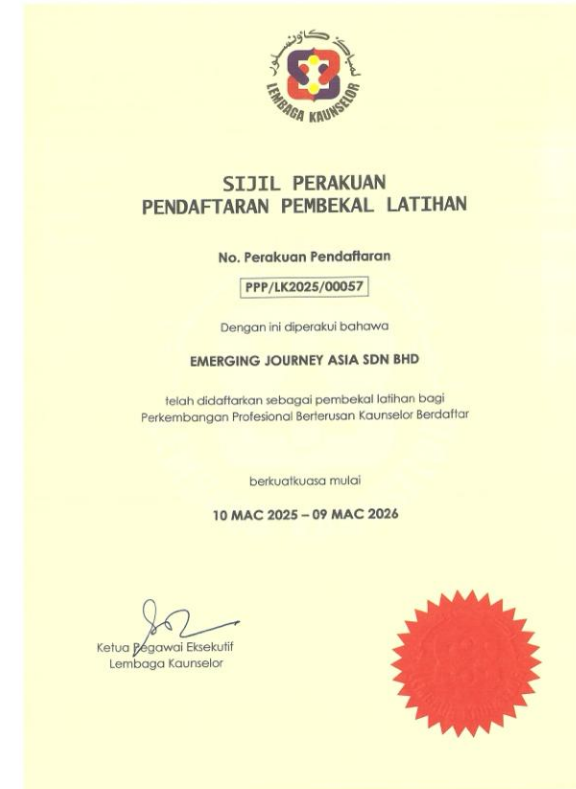 لمباݢ كاونسلور
LEMBAGA KAUNSELOR
SIJIL PERAKUAN
PENDAFTARAN PEMBEKAL LATIHAN
No. Perakuan Pendaftaran
PPP/LK2025/00057
Dengan ini diperakui bahawa
EMERGING JOURNEY ASIA SDN BHD
telah didaftarkan sebagai pembekal latihan bagi
Perkembangan Profesional Berterusan Kaunselor Berdaftar
berkuatkuasa mulai
10 MAC 2025 – 09 MAC 2026
Ketua Pegawai Eksekutif
Lembaga Kaunselor